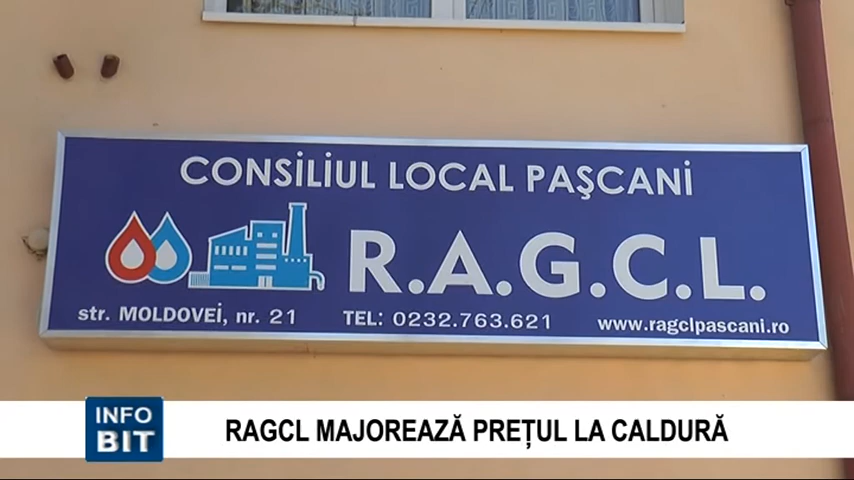 CONSILIUL LOCAL PAŞCANI
R.A.G.C.L.
str. MOLDOVEI, nr. 21 TEL: 0232.763.621 www.ragclpascani.ro
INFO BIT
RAGCL MAJOREAZĂ PREȚUL LA CALDURĂ